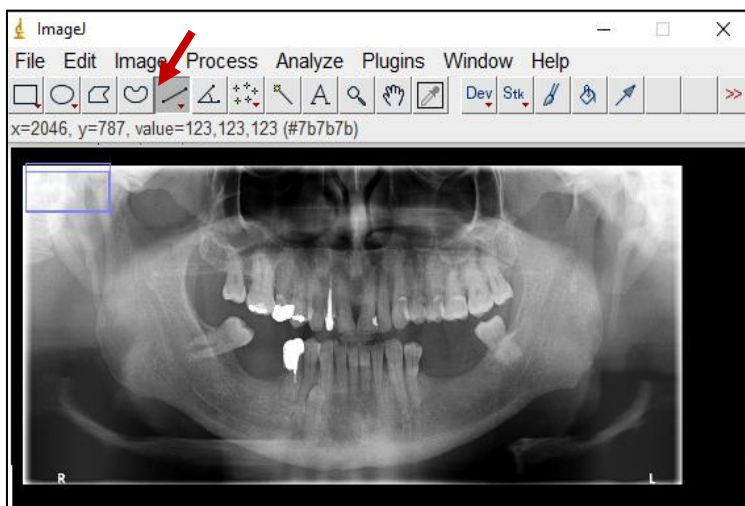 ImageJ
File Edit Image Process Analyze Plugins Window Help
A Dev Stk >>
x=2046, y=787, value=123,123,123 (#7b7b7b)
R L